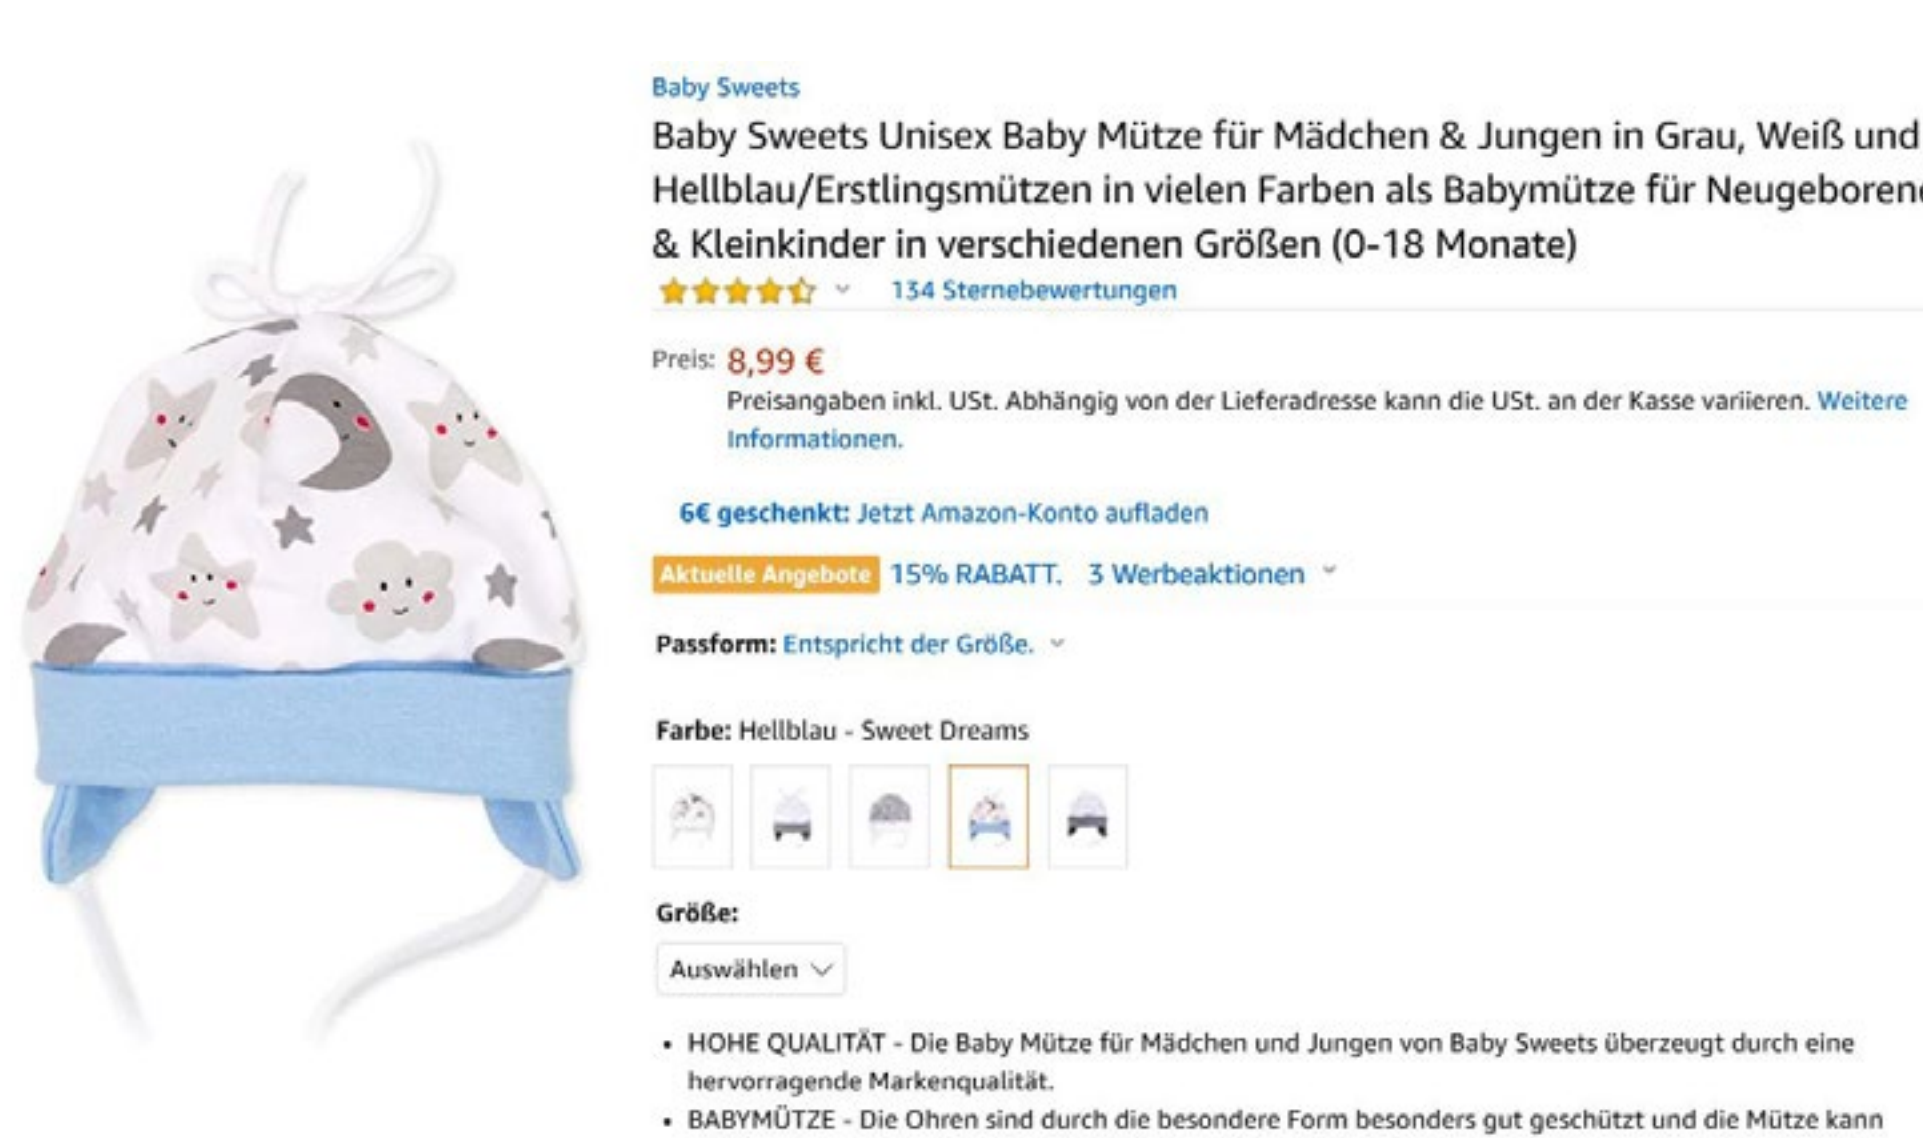 Baby Sweets
Baby Sweets Unisex Baby Mütze für Mädchen & Jungen in Grau, Weiß und
Hellblau/Erstlingsmützen in vielen Farben als Babymütze für Neugeborene
& Kleinkinder in verschiedenen Größen (0-18 Monate)
134 Sternebewertungen
Preis: 8,99 €
Preisangaben inkl. USt. Abhängig von der Lieferadresse kann die USt. an der Kasse variieren. Weitere
Informationen.
6€ geschenkt: Jetzt Amazon-Konto aufladen
Aktuelle Angebote 15% RABATT. 3 Werbeaktionen
Passform: Entspricht der Größe.
Farbe: Hellblau - Sweet Dreams
Größe:
Auswählen
• HOHE QUALITÄT - Die Baby Mütze für Mädchen und Jungen von Baby Sweets überzeugt durch eine
hervorragende Markenqualität.
• BABYMÜTZE - Die Ohren sind durch die besondere Form besonders gut geschützt und die Mütze kann